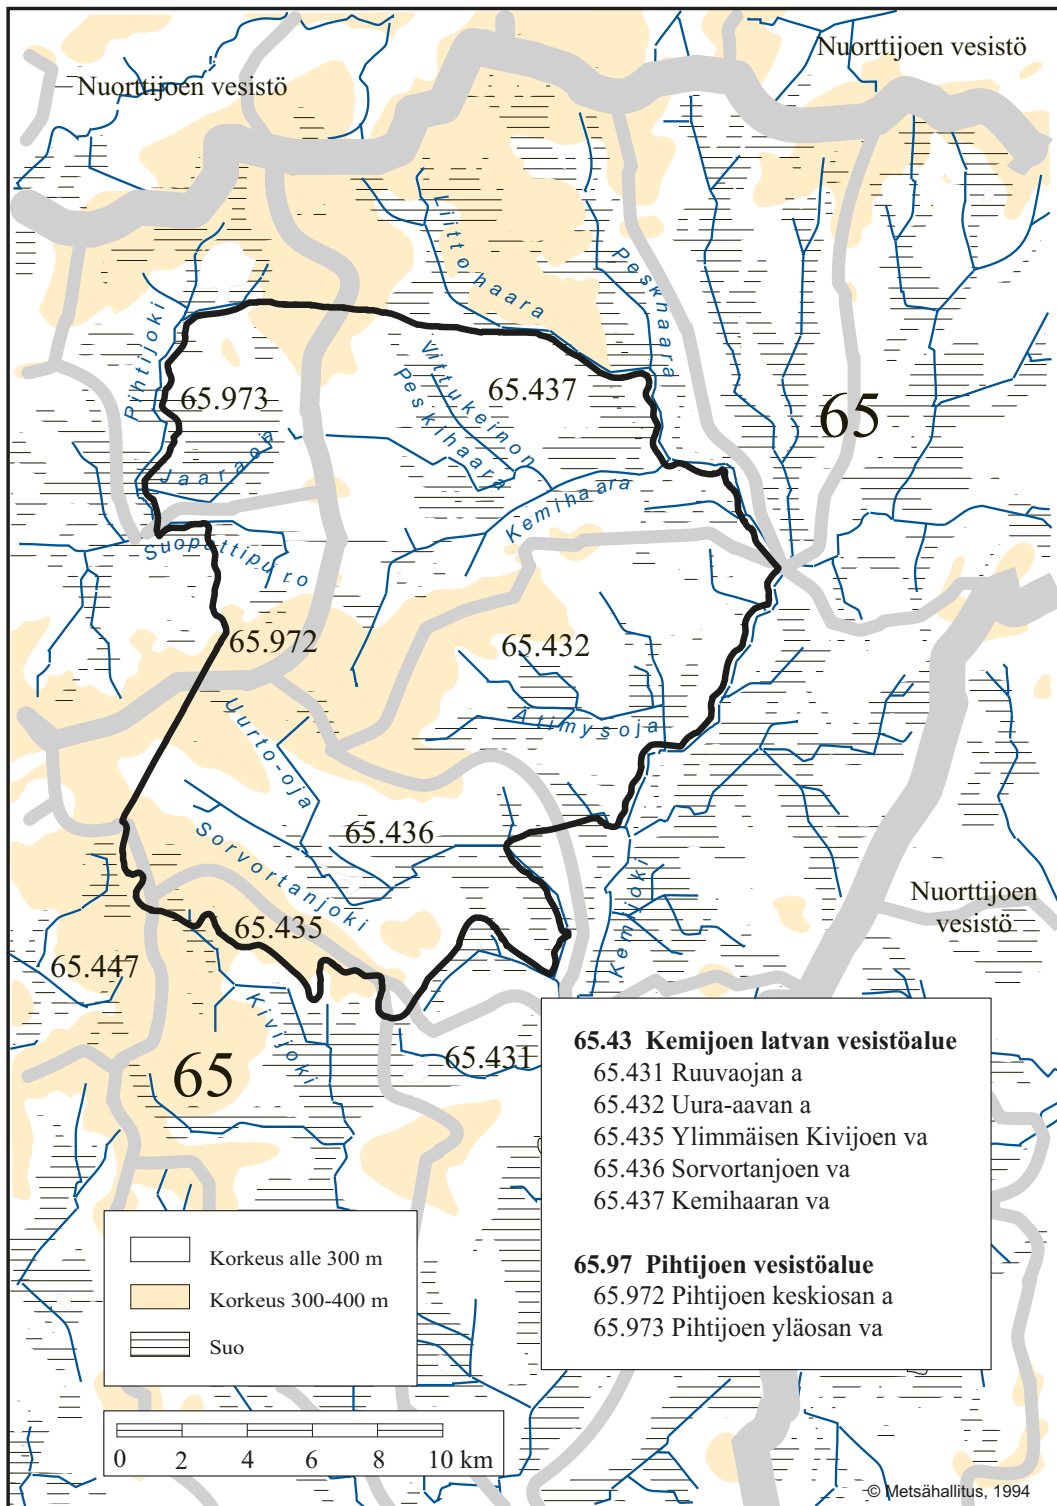 Nuorttijoen vesistö
Nuorttijoen vesistö
Liittohaara
Peskhaara
Pihtijoki
Vittukeinon
Peskihaara
65.973
65.437
65
Jaaraoja
Kemihaara
Suopattipuro
65.972
65.432
Uurto-oja
Atimysoja
Sorvortanjoki
65.436
Kemijoki
Nuorttijoen
vesistö
65.435
65.447
Kivijoki
65
65.431
65.43 Kemijoen latvan vesistöalue
65.431 Ruuvaojan a
65.432 Uura-aavan a
65.435 Ylimmäisen Kivijoen va
65.436 Sorvortanjoen va
65.437 Kemihaaran va
65.97 Pihtijoen vesistöalue
65.972 Pihtijoen keskiosan a
65.973 Pihtijoen yläosan va
Korkeus alle 300 m
Korkeus 300-400 m
Suo
0 2 4 6 8 10 km
© Metsähallitus, 1994